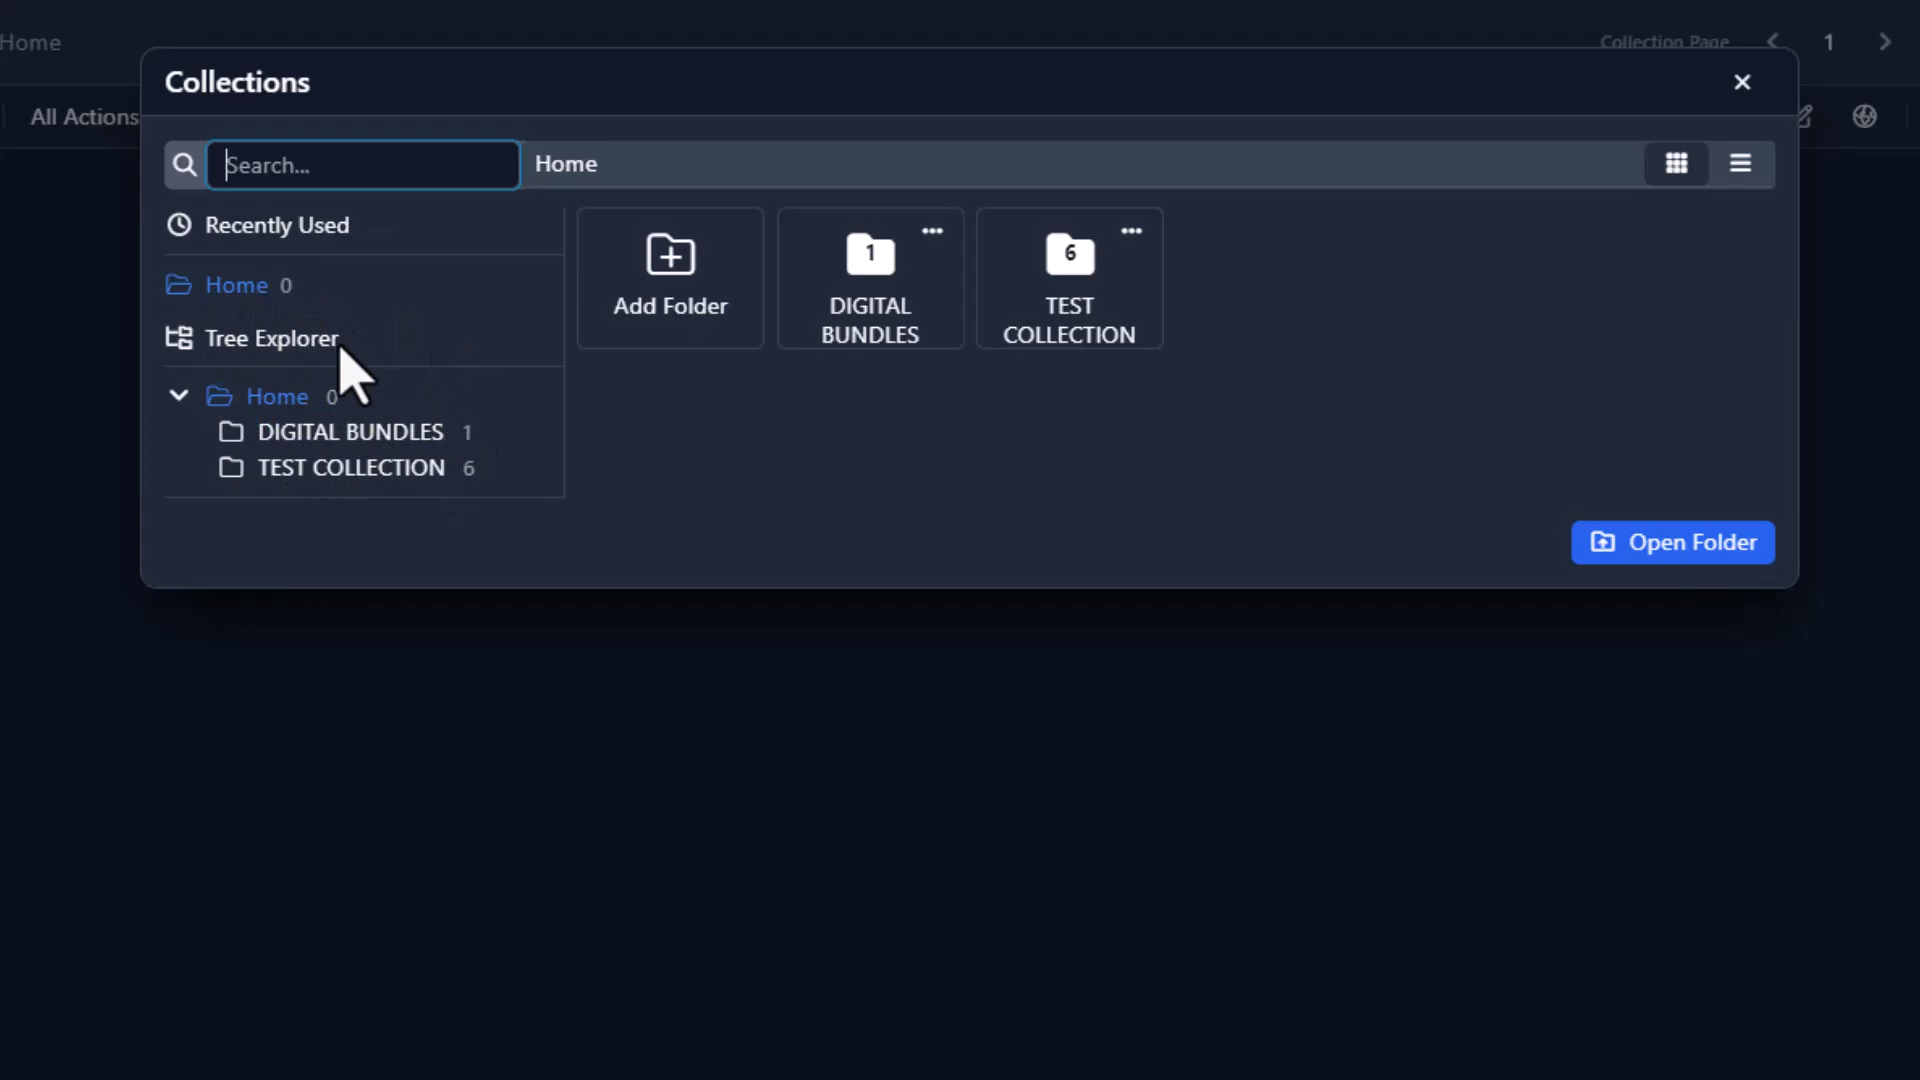 Home
Collection Page
1
All Actions
Collections
Search...
Home
Recently Used
Home 0
Tree Explorer
Home 0
DIGITAL BUNDLES 1
TEST COLLECTION 6
Add Folder
1
DIGITAL
BUNDLES
6
TEST
COLLECTION
Open Folder